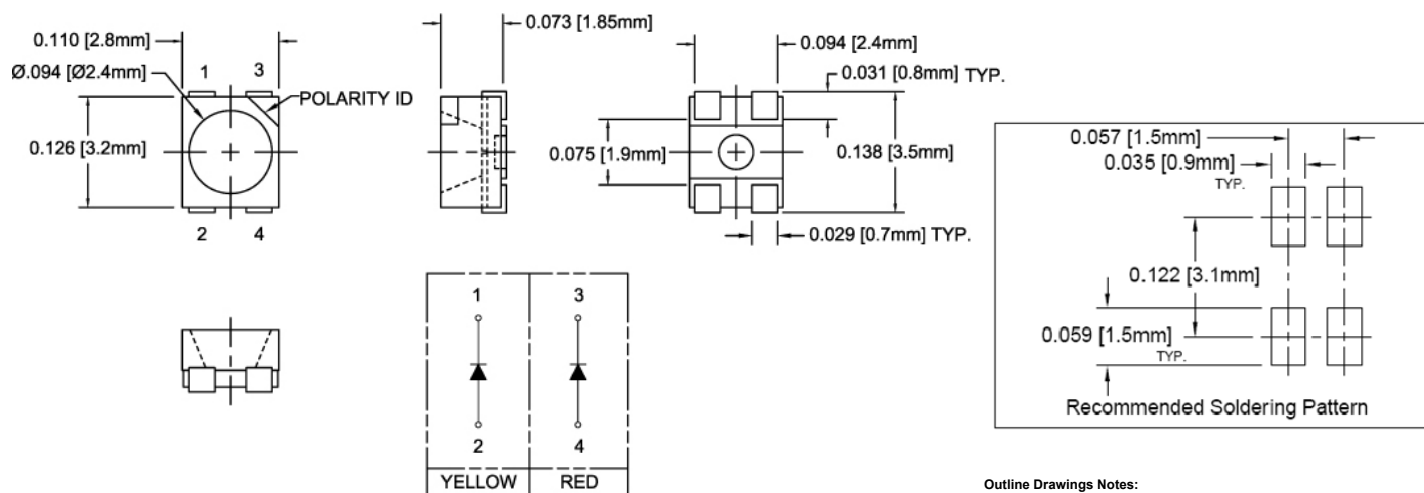 0.110 [2.8mm]
Ø.094 [Ø2.4mm]
1 3
POLARITY ID
0.126 [3.2mm]
2 4
0.073 [1.85mm]
0.094 [2.4mm]
0.031 [0.8mm] TYP.
0.075 [1.9mm]
0.138 [3.5mm]
0.029 [0.7mm] TYP.
1 3
2 4
YELLOW RED
0.057 [1.5mm]
0.035 [0.9mm]
TYP.
0.122 [3.1mm]
0.059 [1.5mm]
TYP.
Recommended Soldering Pattern
Outline Drawings Notes: